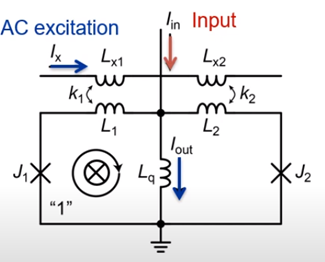 AC excitation
I_in Input
I_x L_x1 L_x2
k_1 k_2
L_1 L_2
I_out
J_1 L_q J_2
"1"